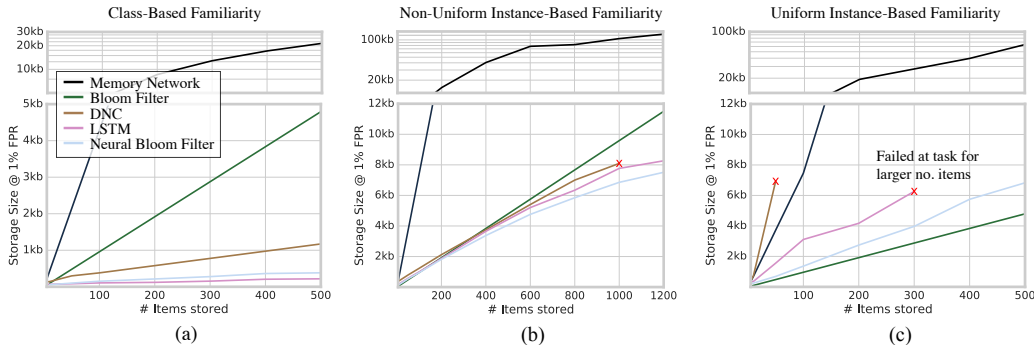 Class-Based Familiarity
30kb
20kb
10kb
Memory Network
Bloom Filter
DNC
LSTM
Neural Bloom Filter
5kb
4kb
3kb
2kb
1kb
Storage Size @ 1% FPR
100 200 300 400 500
# Items stored
(a)
Non-Uniform Instance-Based Familiarity
100kb
20kb
12kb
10kb
8kb
6kb
4kb
2kb
Storage Size @ 1% FPR
x
200 400 600 800 1000 1200
# Items stored
(b)
Uniform Instance-Based Familiarity
100kb
20kb
12kb
10kb
8kb
6kb
4kb
2kb
Storage Size @ 1% FPR
Failed at task for
larger no. items
x
x
100 200 300 400 500
# Items stored
(c)